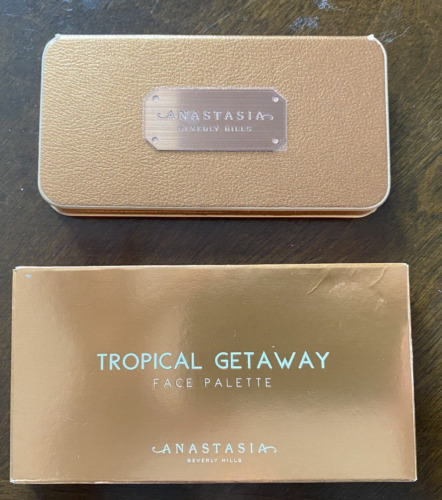 ANASTASIA
BEVERLY HILLS
TROPICAL GETAWAY
FACE PALETTE
ANASTASIA
BEVERLY HILLS